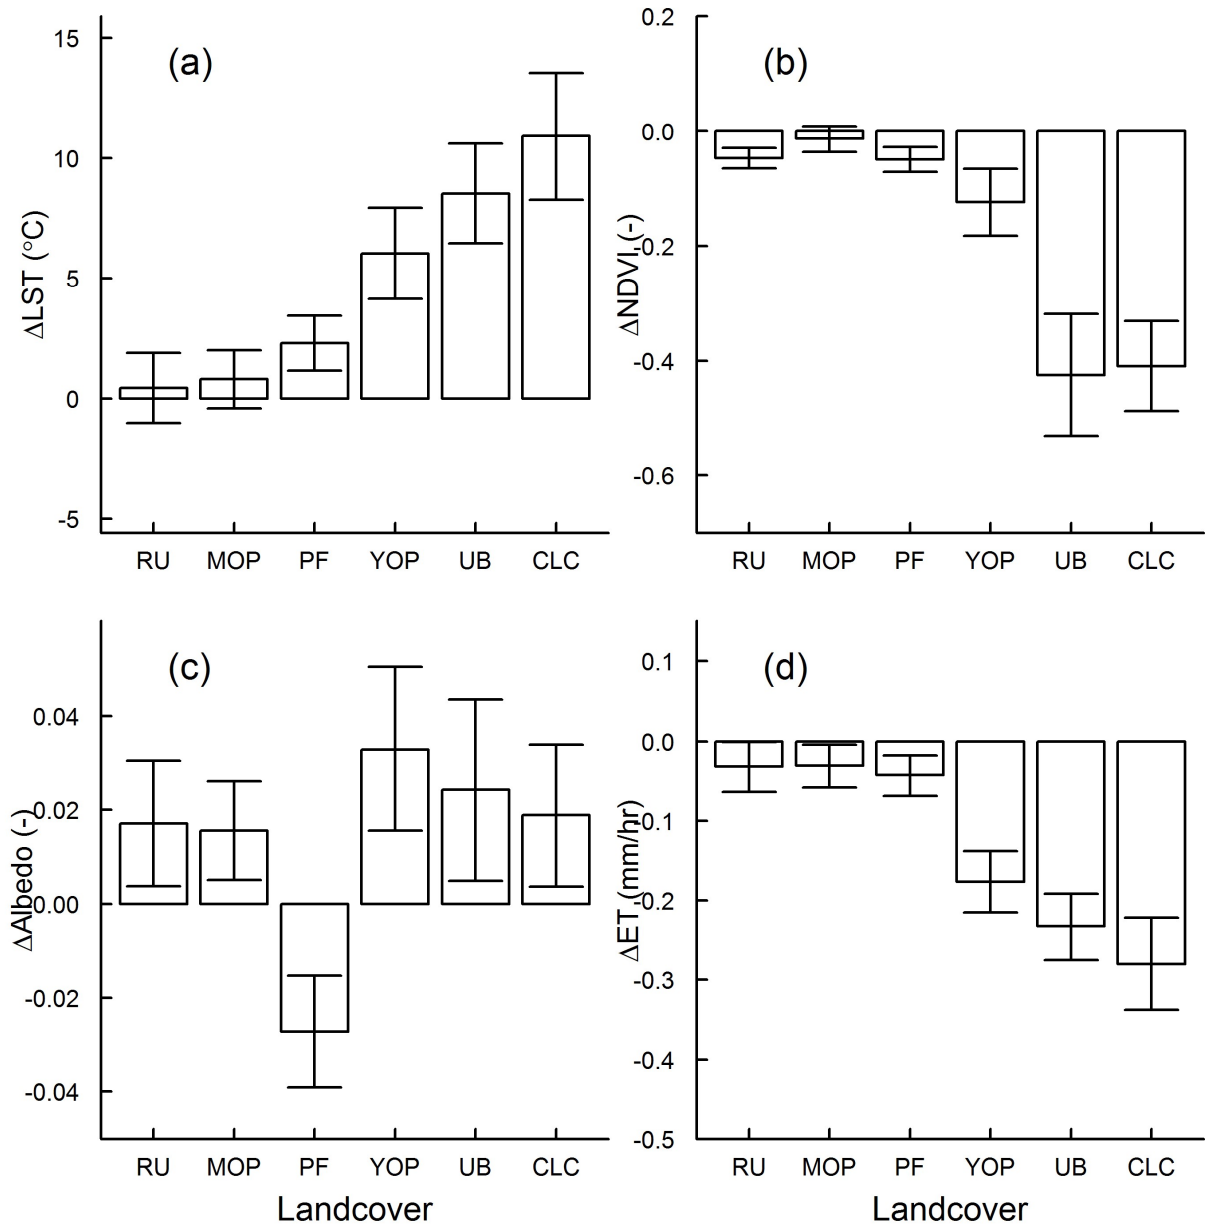 (a)
ΔLST (°C)
15
10
5
0
-5
RU MOP PF YOP UB CLC
(b)
ΔNDVI (-)
0.2
0.0
-0.2
-0.4
-0.6
RU MOP PF YOP UB CLC
(c)
ΔAlbedo (-)
0.04
0.02
0.00
-0.02
-0.04
RU MOP PF YOP UB CLC
Landcover
(d)
ΔET (mm/hr)
0.1
0.0
-0.1
-0.2
-0.3
-0.4
-0.5
RU MOP PF YOP UB CLC
Landcover